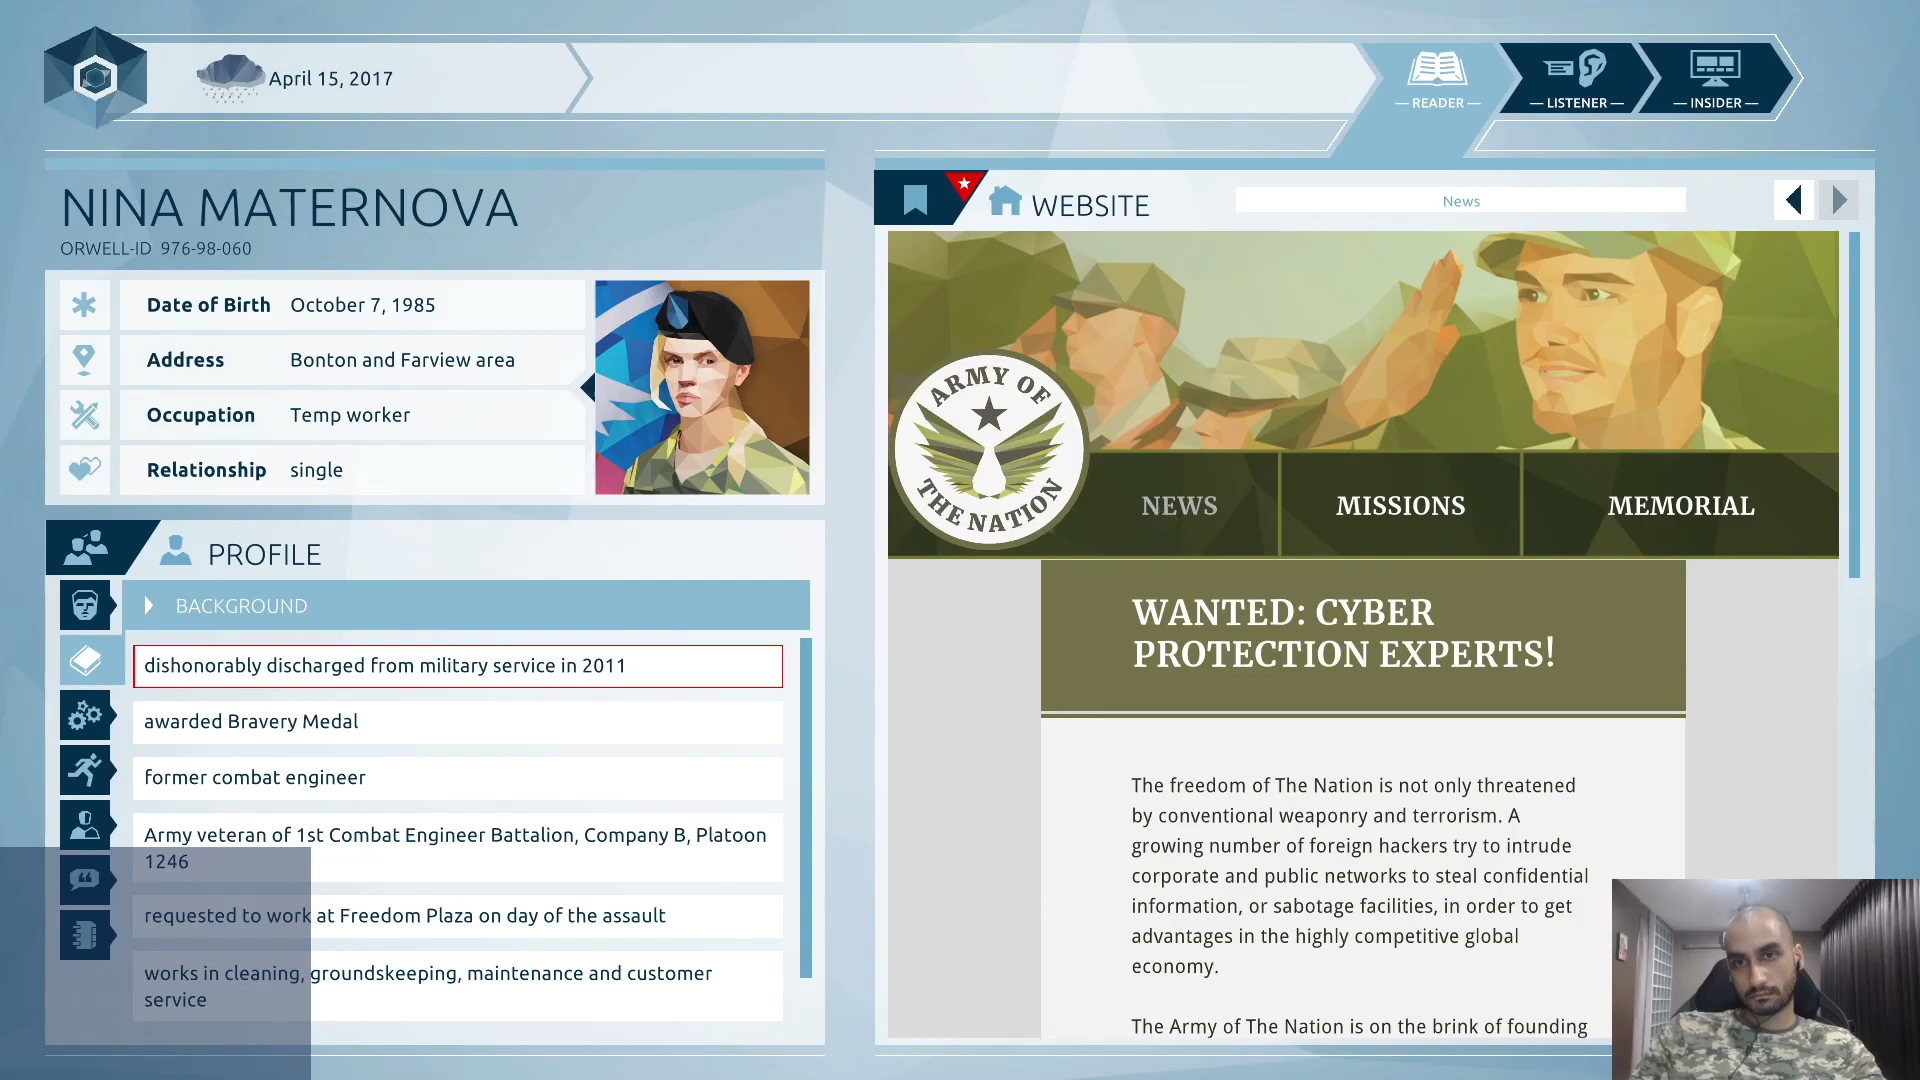 April 15, 2017
READER
LISTENER
INSIDER
NINA MATERNOVA
ORWELL-ID 976-98-060
Date of Birth October 7, 1985
Address Bonton and Farview area
Occupation Temp worker
Relationship single
PROFILE
BACKGROUND
dishonorably discharged from military service in 2011
awarded Bravery Medal
former combat engineer
Army veteran of 1st Combat Engineer Battalion, Company B, Platoon
1246
requested to work at Freedom Plaza on day of the assault
works in cleaning, groundskeeping, maintenance and customer
service
WEBSITE
News
ARMY OF
THE NATION
NEWS
MISSIONS
MEMORIAL
WANTED: CYBER
PROTECTION EXPERTS!
The freedom of The Nation is not only threatened
by conventional weaponry and terrorism. A
growing number of foreign hackers try to intrude
corporate and public networks to steal confidential
information, or sabotage facilities, in order to get
advantages in the highly competitive global
economy.
The Army of The Nation is on the brink of founding